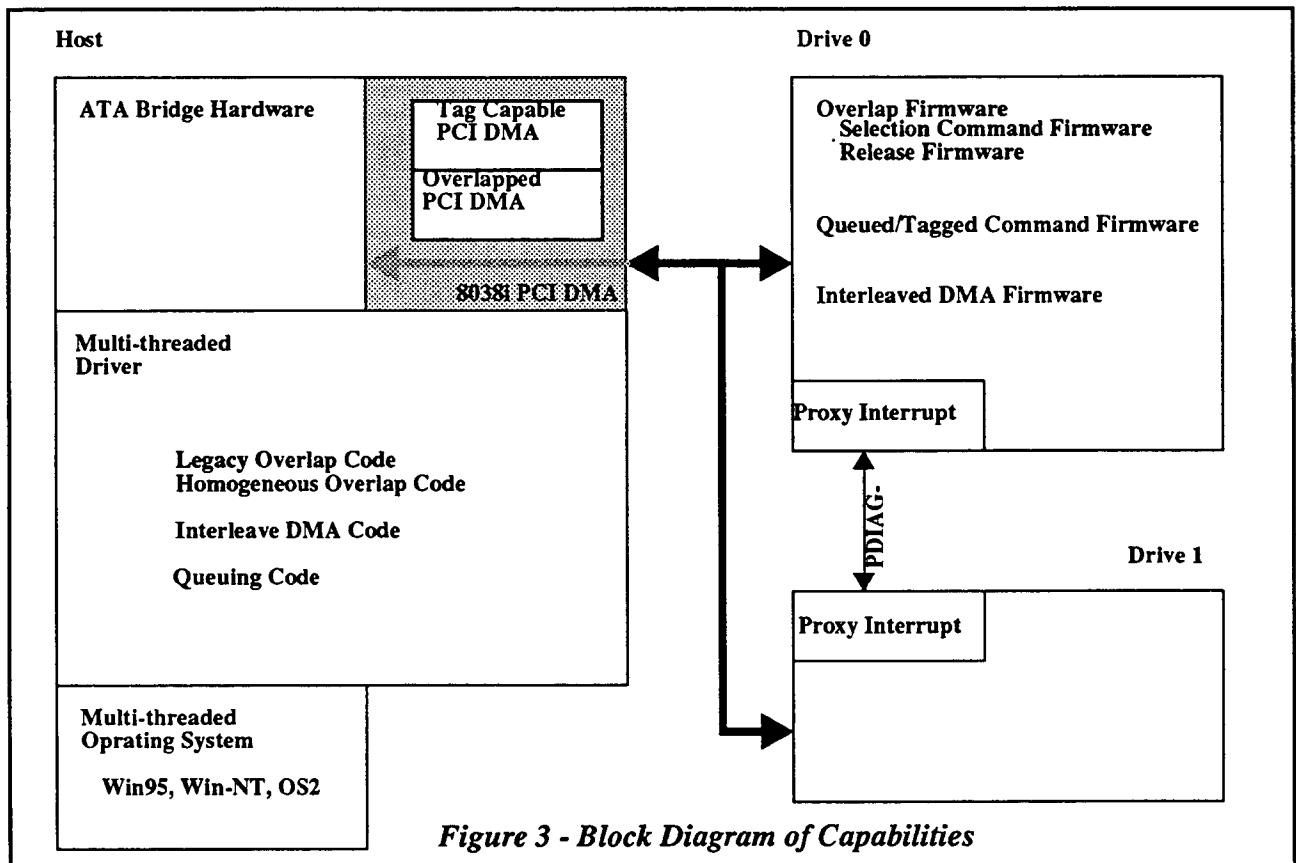 Host
Drive 0
ATA Bridge Hardware
Tag Capable
PCI DMA
Overlapped
PCI DMA
8038i PCI DMA
Overlap Firmware
Selection Command Firmware
Release Firmware
Queued/Tagged Command Firmware
Interleaved DMA Firmware
Proxy Interrupt
Multi-threaded
Driver
Legacy Overlap Code
Homogeneous Overlap Code
Interleave DMA Code
Queuing Code
PDIAG-
Drive 1
Proxy Interrupt
Multi-threaded
Oprating System
Win95, Win-NT, OS2
Figure 3 - Block Diagram of Capabilities